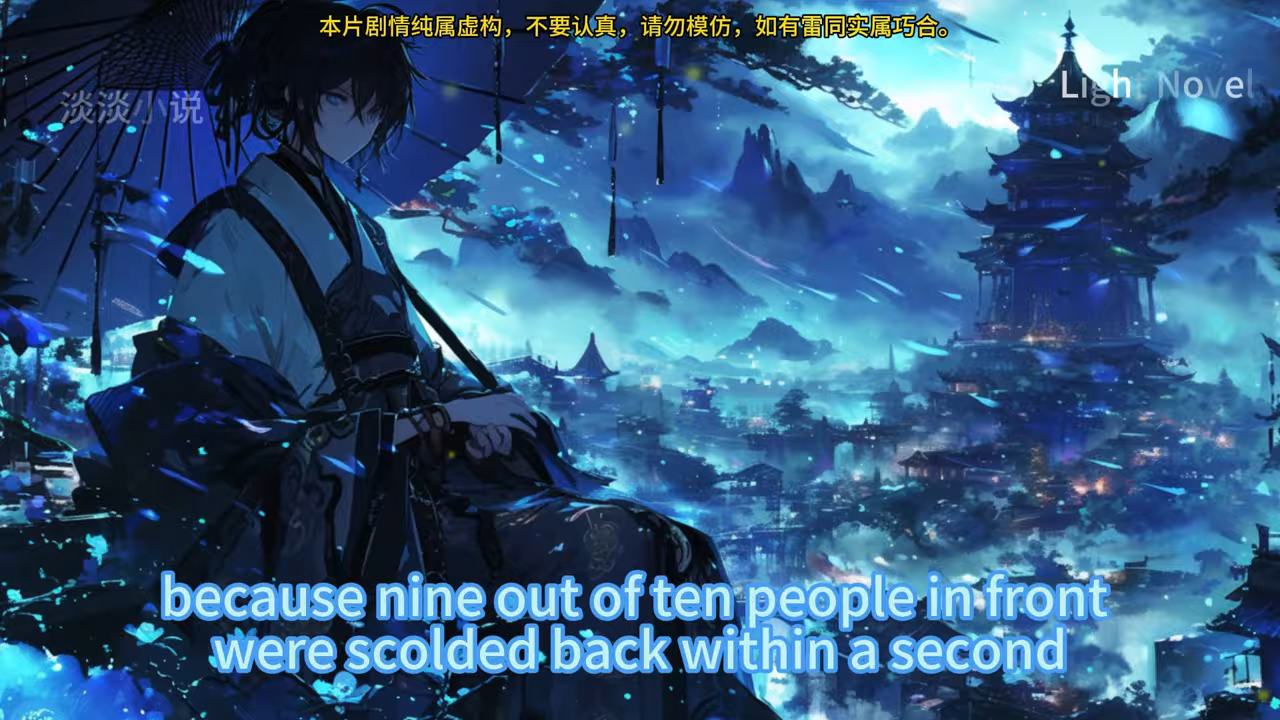 本片剧情纯属虚构，不要认真，请勿模仿，如有雷同实属巧合。
淡淡小说
Light Novel
because nine out of ten people in front
were scolded back within a second